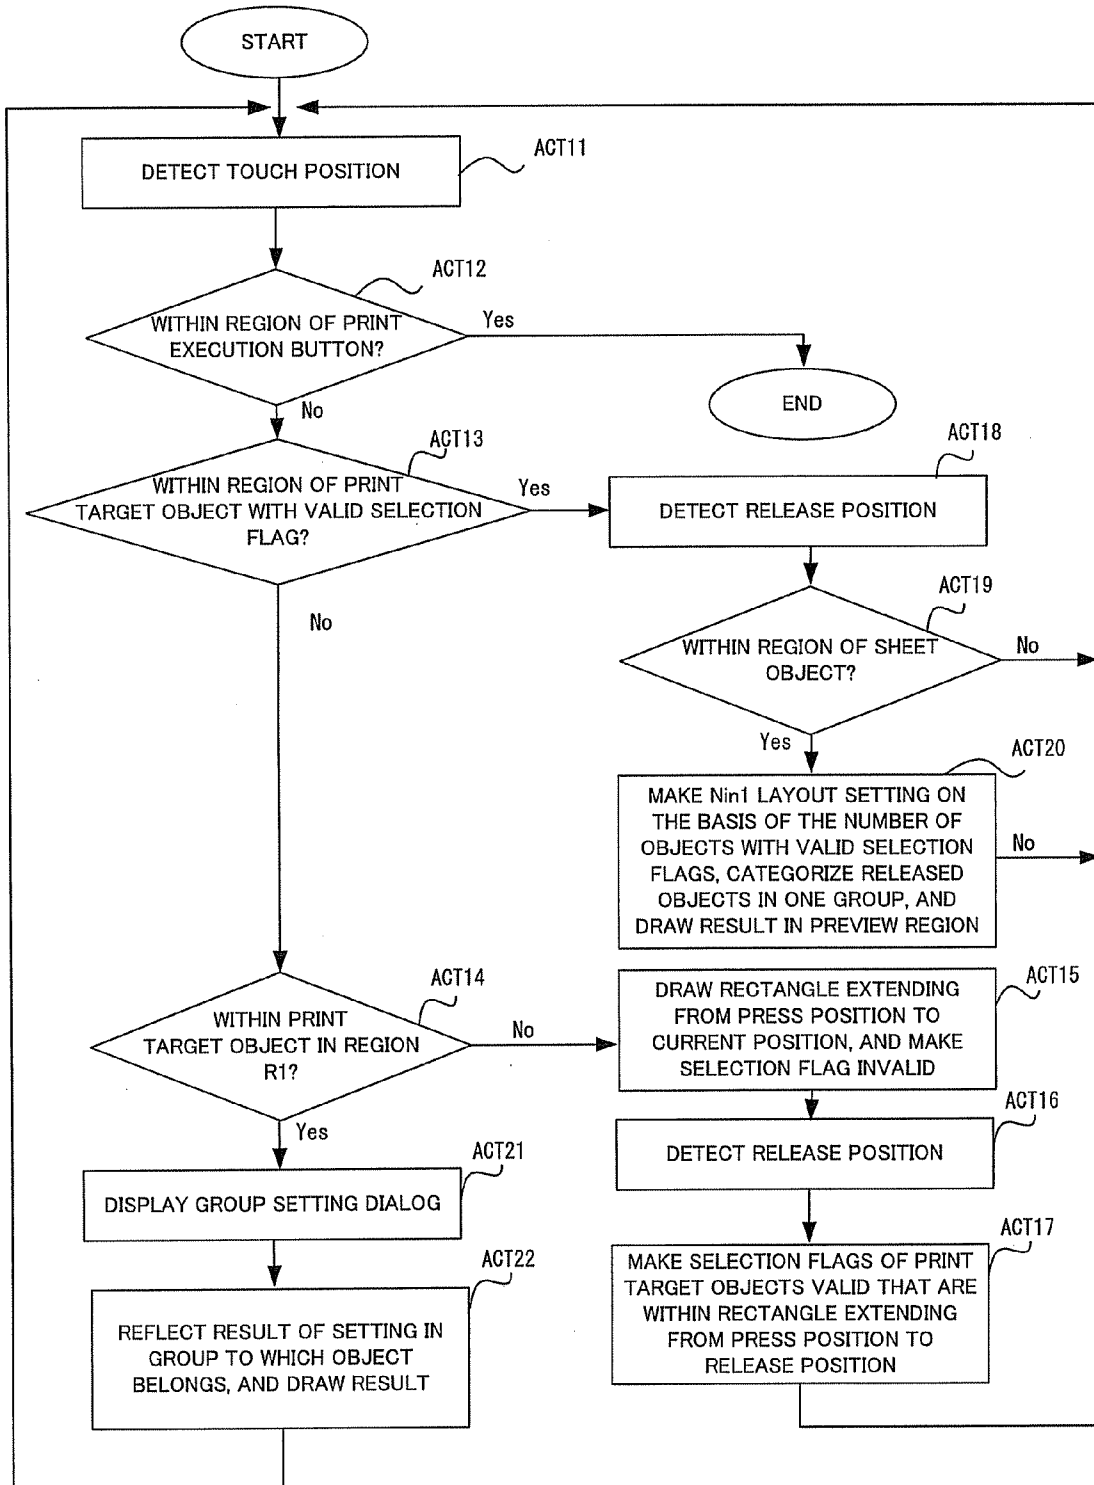 START
DETECT TOUCH POSITION
ACT11
ACT12
WITHIN REGION OF PRINT
EXECUTION BUTTON?
Yes
No
END
ACT13
WITHIN REGION OF PRINT
TARGET OBJECT WITH VALID SELECTION
FLAG?
Yes
No
ACT18
DETECT RELEASE POSITION
ACT19
WITHIN REGION OF SHEET
OBJECT?
No
Yes
ACT20
MAKE Nin1 LAYOUT SETTING ON
THE BASIS OF THE NUMBER OF
OBJECTS WITH VALID SELECTION
FLAGS, CATEGORIZE RELEASED
OBJECTS IN ONE GROUP, AND
DRAW RESULT IN PREVIEW REGION
No
ACT14
WITHIN PRINT
TARGET OBJECT IN REGION
R1?
No
Yes
ACT15
DRAW RECTANGLE EXTENDING
FROM PRESS POSITION TO
CURRENT POSITION, AND MAKE
SELECTION FLAG INVALID
ACT16
DETECT RELEASE POSITION
ACT21
DISPLAY GROUP SETTING DIALOG
ACT17
MAKE SELECTION FLAGS OF PRINT
TARGET OBJECTS VALID THAT ARE
WITHIN RECTANGLE EXTENDING
FROM PRESS POSITION TO
RELEASE POSITION
ACT22
REFLECT RESULT OF SETTING IN
GROUP TO WHICH OBJECT
BELONGS, AND DRAW RESULT